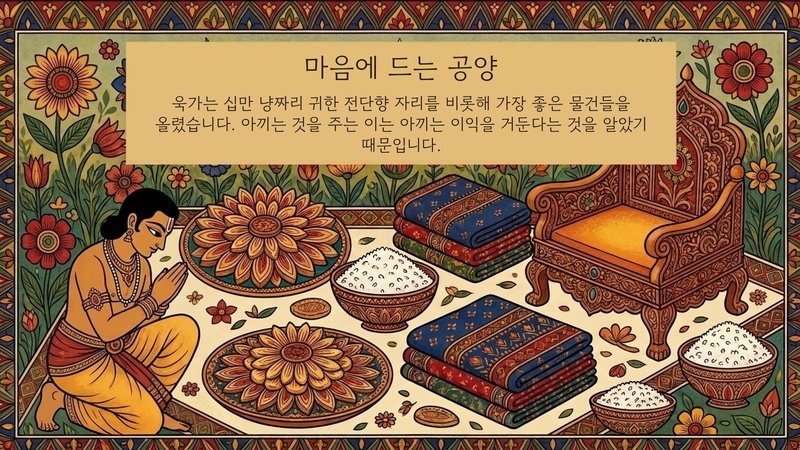 마음에 드는 공양
욱가는 십만 냥짜리 귀한 전단향 자리를 비롯해 가장 좋은 물건들을
올렸습니다. 아끼는 것을 주는 이는 아끼는 이익을 거둔다는 것을 알았기
때문입니다.